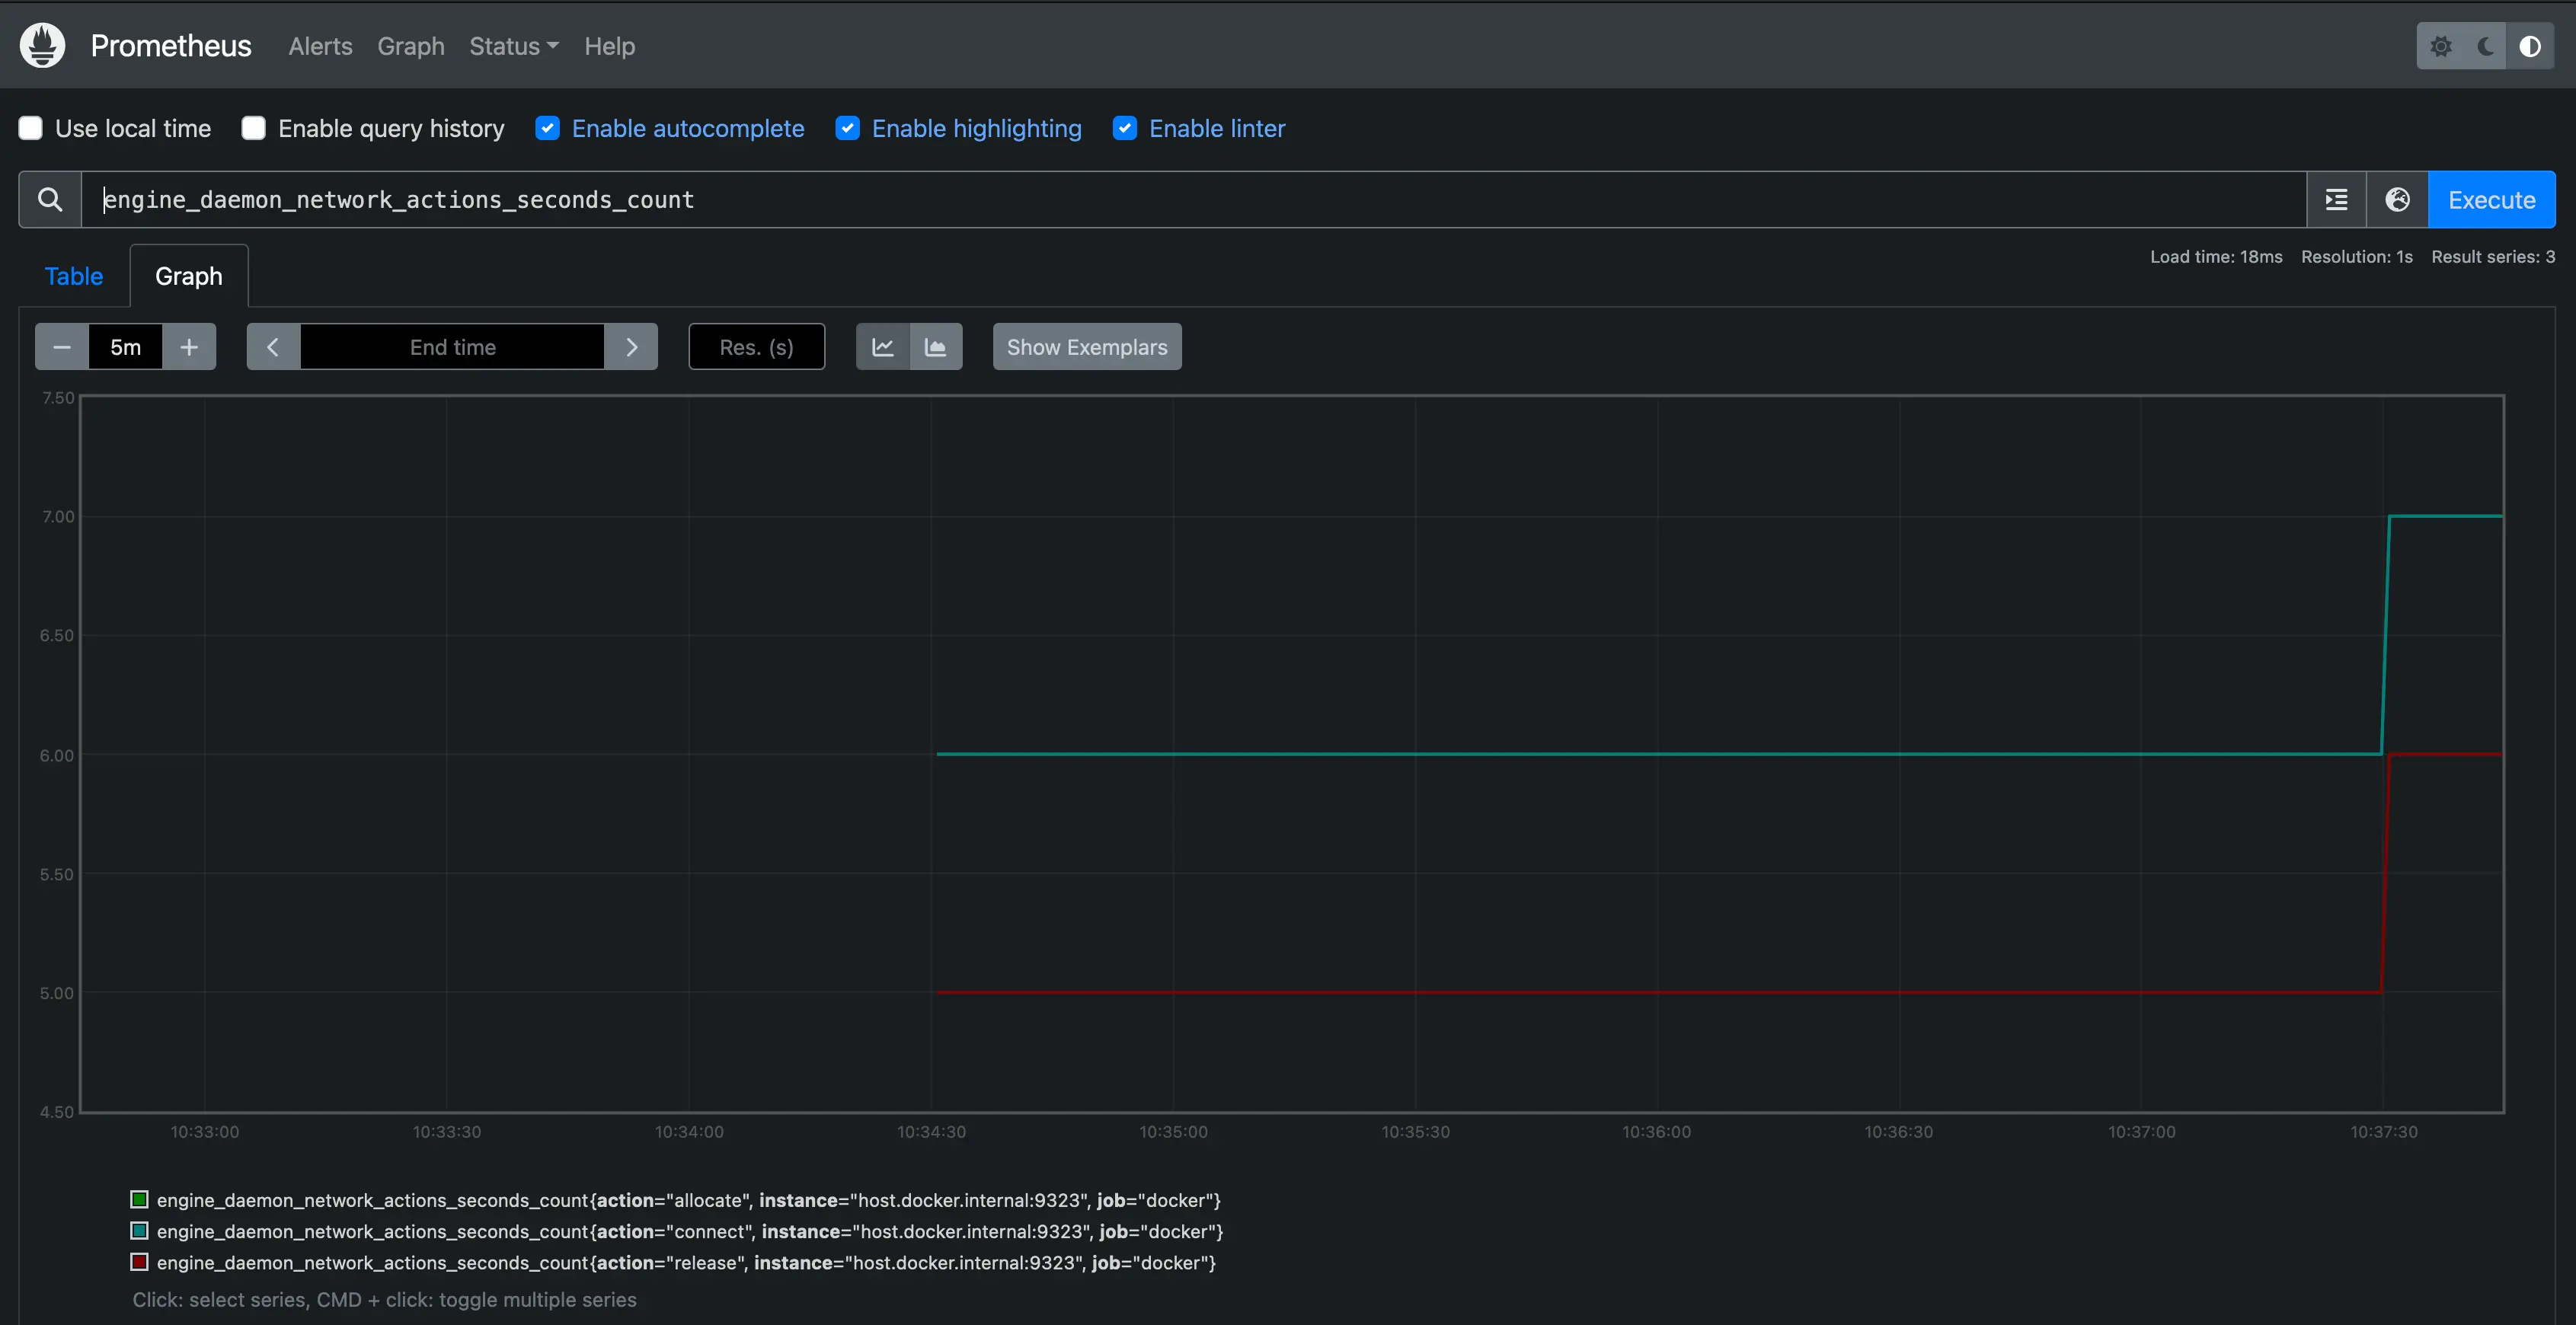 Prometheus Alerts Graph Status Help
Use local time Enable query history Enable autocomplete Enable highlighting Enable linter
engine_daemon_network_actions_seconds_count Execute
Table Graph Load time: 18ms Resolution: 1s Result series: 3
5m End time Res. (s) Show Exemplars
7.50
7.00
6.50
6.00
5.50
5.00
4.50
10:33:00 10:33:30 10:34:00 10:34:30 10:35:00 10:35:30 10:36:00 10:36:30 10:37:00 10:37:30
engine_daemon_network_actions_seconds_count{action="allocate", instance="host.docker.internal:9323", job="docker"}
engine_daemon_network_actions_seconds_count{action="connect", instance="host.docker.internal:9323", job="docker"}
engine_daemon_network_actions_seconds_count{action="release", instance="host.docker.internal:9323", job="docker"}
Click: select series, CMD + click: toggle multiple series